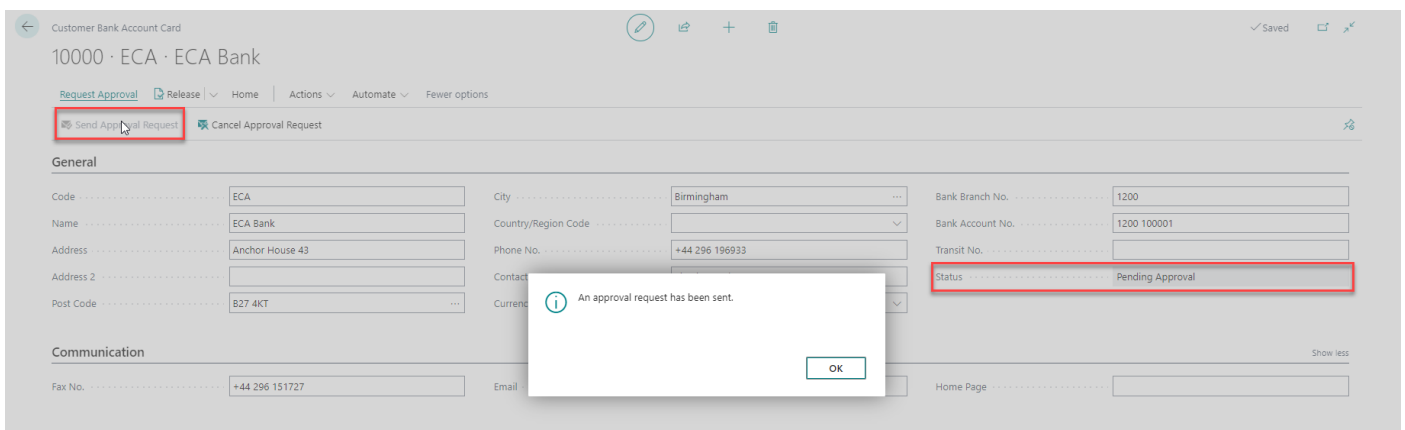 Customer Bank Account Card
Saved
10000 · ECA · ECA Bank
Request Approval Release Home Actions Automate Fewer options
Send Approval Request Cancel Approval Request
General
Code ECA
Name ECA Bank
Address Anchor House 43
Address 2
Post Code B27 4KT
City Birmingham
Country/Region Code
Phone No. +44 296 196933
Contact
Bank Branch No. 1200
Bank Account No. 1200 100001
Transit No.
Status Pending Approval
An approval request has been sent.
OK
Communication
Show less
Fax No. +44 296 151727
Email
Home Page